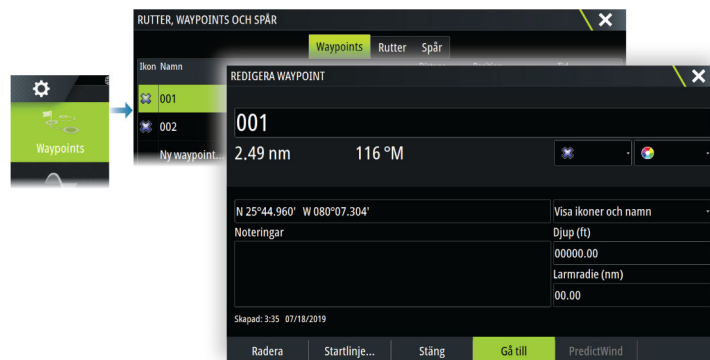 RUTTER, WAYPOINTS OCH SPÅR
Waypoints Rutter Spår
Ikon Namn
001
002
Ny waypoint...
Waypoints
REDIGERA WAYPOINT
001
2.49 nm 116 °M
N 25°44.960' W 080°07.304'
Visa ikoner och namn
Noteringar
Djup (ft)
00000.00
Larmradie (nm)
00.00
Skapad: 3:35 07/18/2019
Radera Startlinje... Stäng Gå till PredictWind